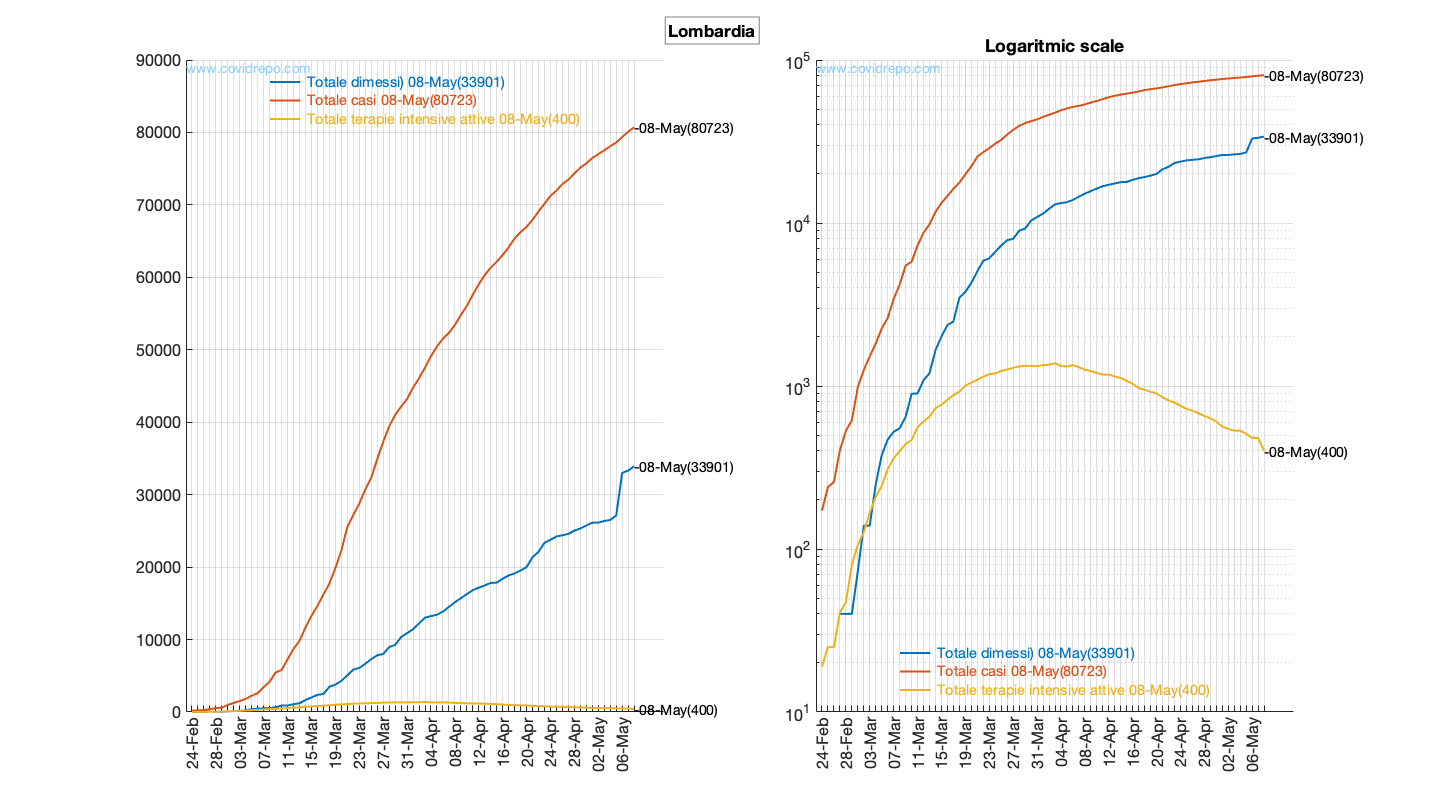 Lombardia
90000
80000
70000
60000
50000
40000
30000
20000
10000
0
www.covidrepo.com
Totale dimessi) 08-May(33901)
Totale casi 08-May(80723)
Totale terapie intensive attive 08-May(400)
-08-May(80723)
-08-May(33901)
-08-May(400)
24-Feb
28-Feb
03-Mar
07-Mar
11-Mar
15-Mar
19-Mar
23-Mar
27-Mar
31-Mar
04-Apr
08-Apr
12-Apr
16-Apr
20-Apr
24-Apr
28-Apr
02-May
06-May
Logaritmic scale
10^5
10^4
10^3
10^2
10^1
www.covidrepo.com
-08-May(80723)
-08-May(33901)
-08-May(400)
Totale dimessi) 08-May(33901)
Totale casi 08-May(80723)
Totale terapie intensive attive 08-May(400)
24-Feb
28-Feb
03-Mar
07-Mar
11-Mar
15-Mar
19-Mar
23-Mar
27-Mar
31-Mar
04-Apr
08-Apr
12-Apr
16-Apr
20-Apr
24-Apr
28-Apr
02-May
06-May